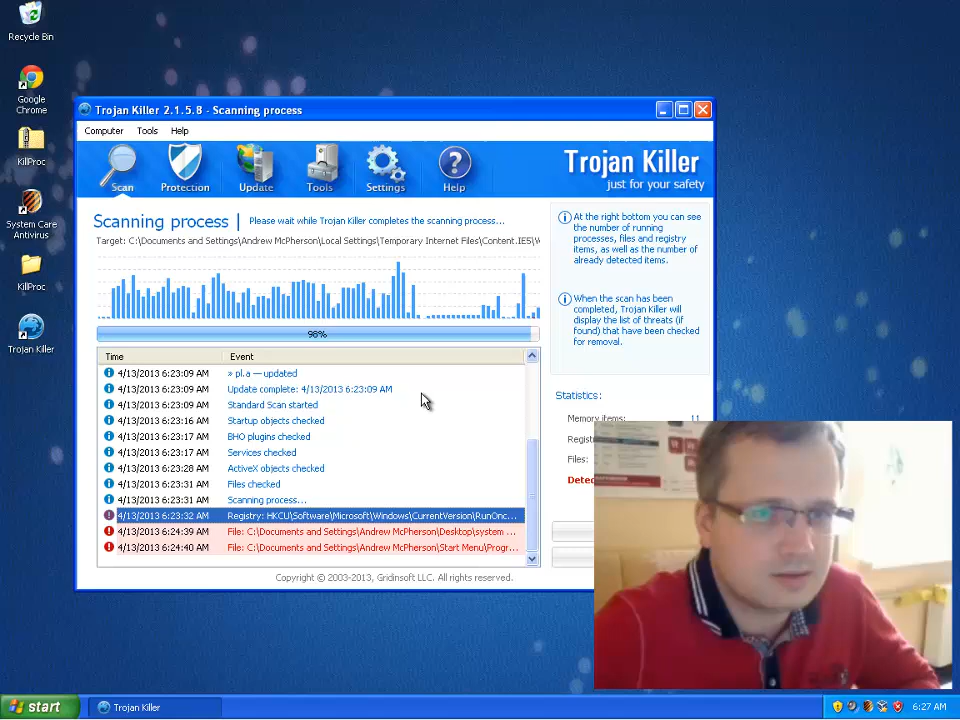 Recycle Bin
Google
Chrome
KillProc
System Care
Antivirus
KillProc
Trojan Killer
Trojan Killer 2.1.5.8 - Scanning process
Computer Tools Help
Scan Protection Update Tools Settings Help
Trojan Killer
just for your safety
Scanning process | Please wait while Trojan Killer completes the scanning process...
Target: C:\Documents and Settings\Andrew McPherson\Local Settings\Temporary Internet Files\Content.IE5\
98%
Time Event
4/13/2013 6:23:09 AM » pl.a — updated
4/13/2013 6:23:09 AM Update complete: 4/13/2013 6:23:09 AM
4/13/2013 6:23:09 AM Standard Scan started
4/13/2013 6:23:16 AM Startup objects checked
4/13/2013 6:23:17 AM BHO plugins checked
4/13/2013 6:23:17 AM Services checked
4/13/2013 6:23:28 AM ActiveX objects checked
4/13/2013 6:23:31 AM Files checked
4/13/2013 6:23:31 AM Scanning process...
4/13/2013 6:23:32 AM Registry: HKCU\Software\Microsoft\Windows\CurrentVersion\RunOnc...
4/13/2013 6:24:39 AM File: C:\Documents and Settings\Andrew McPherson\Desktop\system ...
4/13/2013 6:24:40 AM File: C:\Documents and Settings\Andrew McPherson\Start Menu\Progr...
Copyright © 2003-2013, Gridinsoft LLC. All rights reserved.
At the right bottom you can see
the number of running
processes, files and registry
items, as well as the number of
already detected items.
When the scan has been
completed, Trojan Killer will
display the list of threats (if
found) that have been checked
for removal.
Statistics:
Memory items: 11
Regist
Files:
Detec
start Trojan Killer 6:27 AM